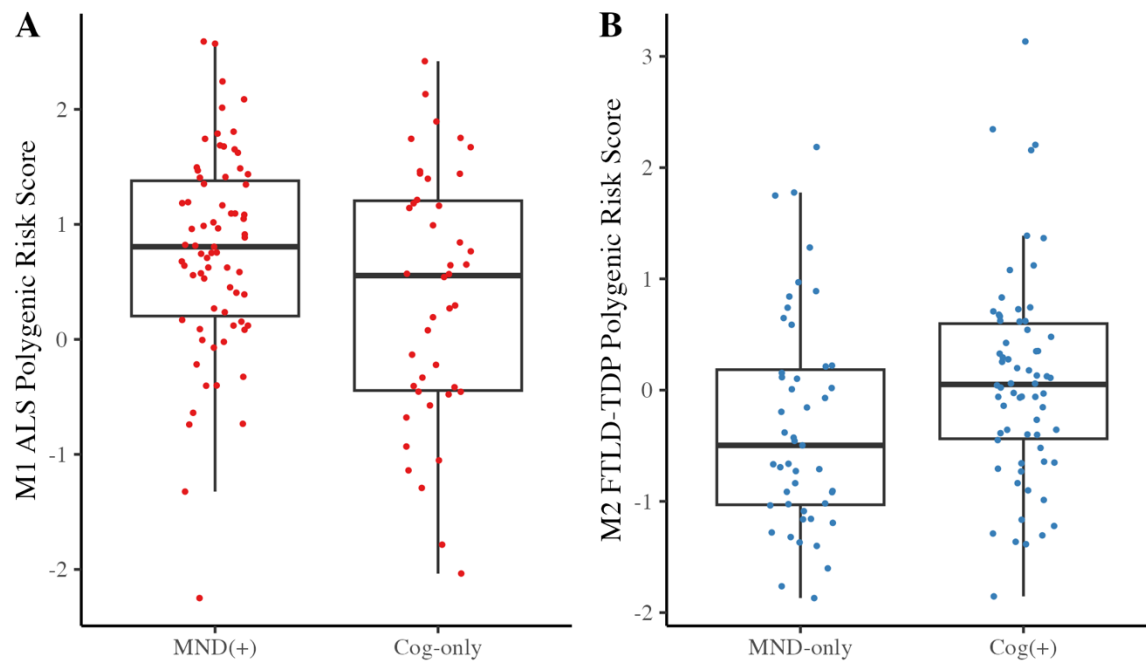 A
M1 ALS Polygenic Risk Score
2
1
0
-1
-2
MND(+)
Cog-only
B
M2 FTLD-TDP Polygenic Risk Score
3
2
1
0
-1
-2
MND-only
Cog(+)